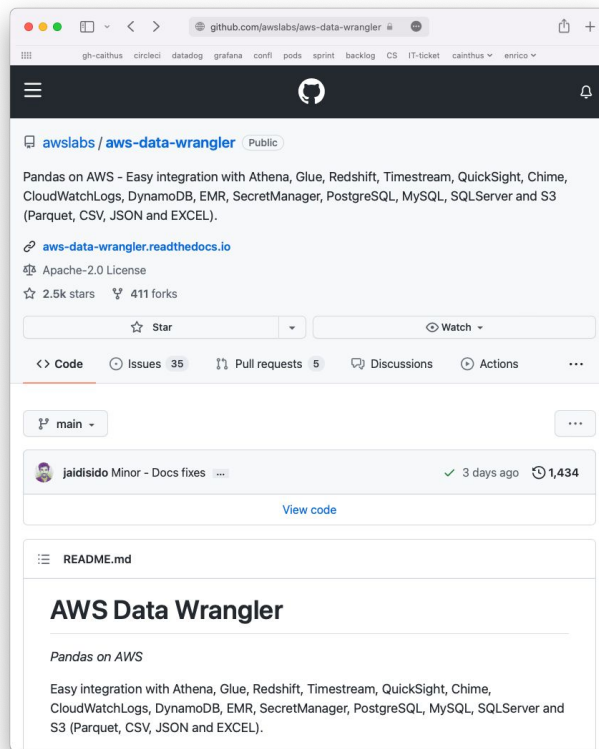 github.com/awslabs/aws-data-wrangler
gh-caithus circleci datadog grafana confl pods sprint backlog CS IT-ticket cainthus enrico
awslabs / aws-data-wrangler Public
Pandas on AWS - Easy integration with Athena, Glue, Redshift, Timestream, QuickSight, Chime,
CloudWatchLogs, DynamoDB, EMR, SecretManager, PostgreSQL, MySQL, SQLServer and S3
(Parquet, CSV, JSON and EXCEL).
aws-data-wrangler.readthedocs.io
Apache-2.0 License
2.5k stars 411 forks
Star Watch
<> Code Issues 35 Pull requests 5 Discussions Actions ...
main ...
jaidisido Minor - Docs fixes ... 3 days ago 1,434
View code
README.md
AWS Data Wrangler
Pandas on AWS
Easy integration with Athena, Glue, Redshift, Timestream, QuickSight, Chime,
CloudWatchLogs, DynamoDB, EMR, SecretManager, PostgreSQL, MySQL, SQLServer and
S3 (Parquet, CSV, JSON and EXCEL).